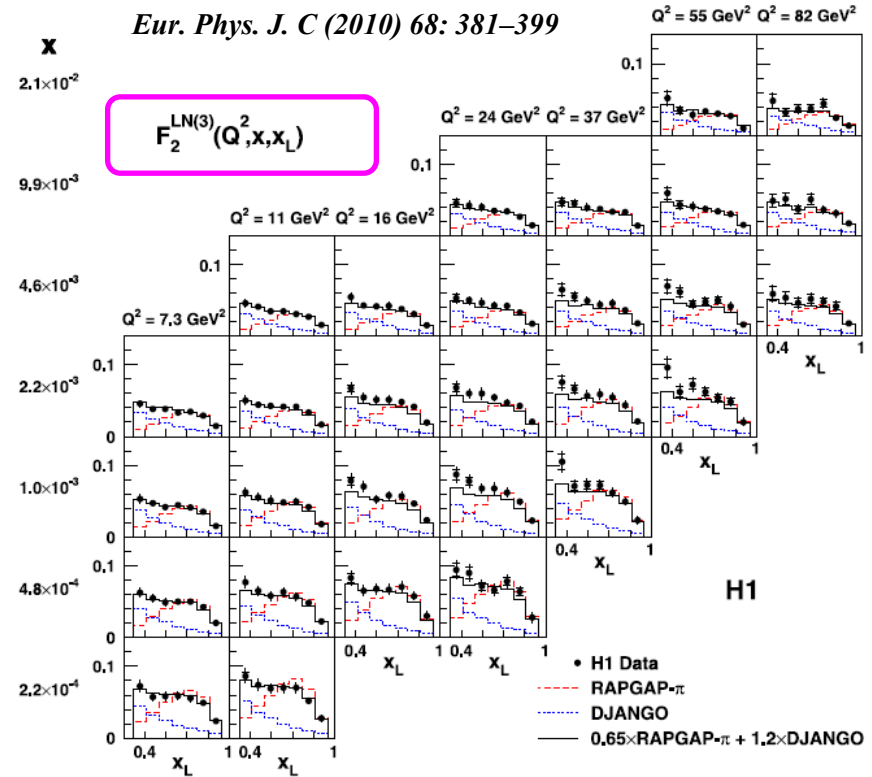 Eur. Phys. J. C (2010) 68: 381–399
Q² = 55 GeV² Q² = 82 GeV²
x
0.1
2.1×10⁻²
F₂^LN(3)(Q²,x,x_L)
Q² = 24 GeV² Q² = 37 GeV²
0.1
9.9×10⁻³
Q² = 11 GeV² Q² = 16 GeV²
0.1
4.6×10⁻³
Q² = 7.3 GeV²
0.4 1
x_L
0.1
2.2×10⁻³
0
0.4 1
x_L
0.1
1.0×10⁻³
0
0.4 1
x_L
0.1
4.8×10⁻⁴
H1
0
0.4 x_L 1 0.4 x_L 1
0.1
2.2×10⁻⁴
0
0.4 x_L 1 0.4 x_L 1
H1 Data
RAPGAP-π
DJANGO
0.65×RAPGAP-π + 1.2×DJANGO